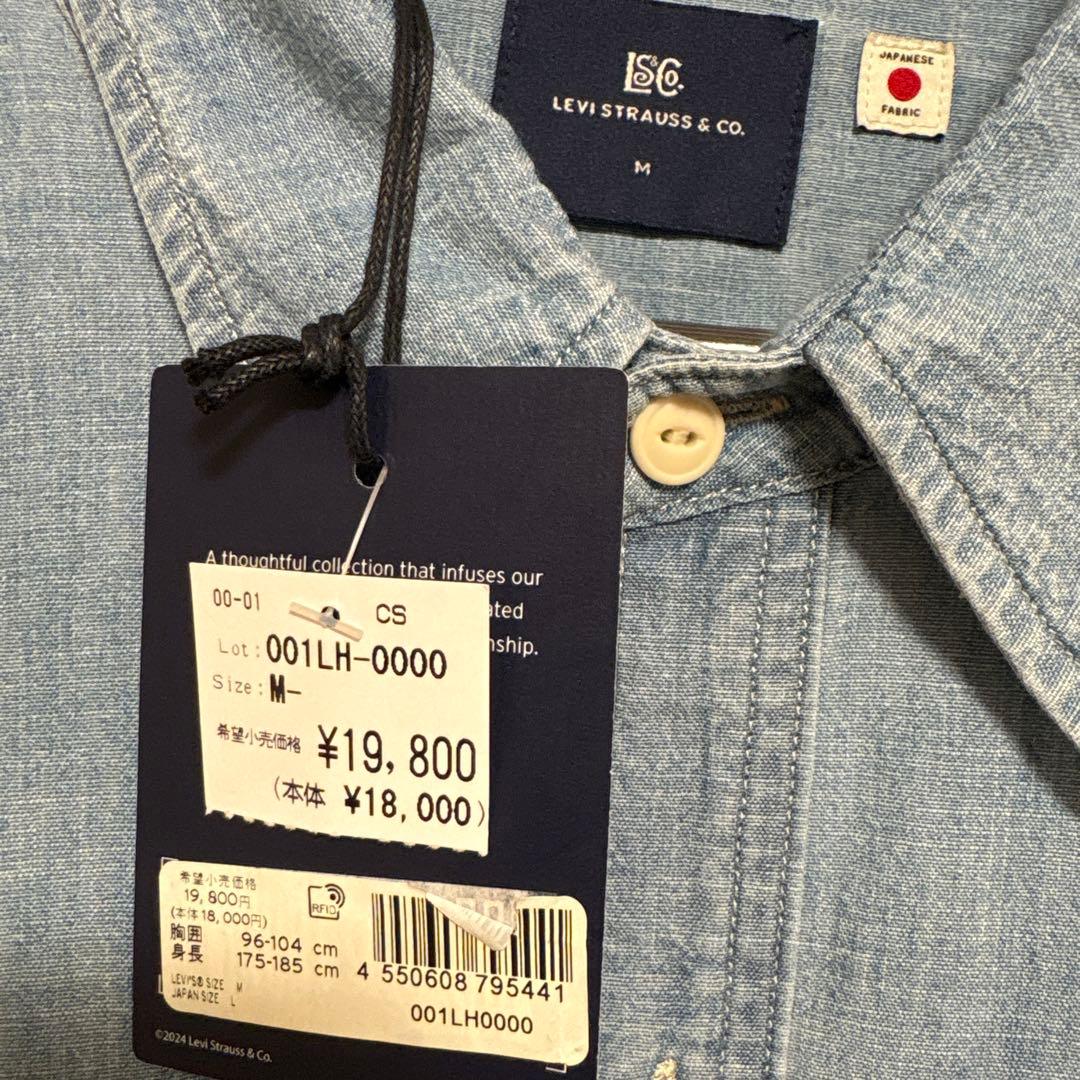 LS&Co.
LEVI STRAUSS & CO.
M
JAPANESE
FABRIC
A thoughtful collection that infuses our
00-01
CS
Lot:001LH-0000
Size:M-
希望小売価格 ¥19,800
(本体 ¥18,000)
希望小売価格
19,800円
(本体18,000円)
RFID
胸囲 96-104 cm
身長 175-185 cm
LEVI'S® SIZE M
JAPAN SIZE L
4 550608 795441
001LH0000
©2024 Levi Strauss & Co.